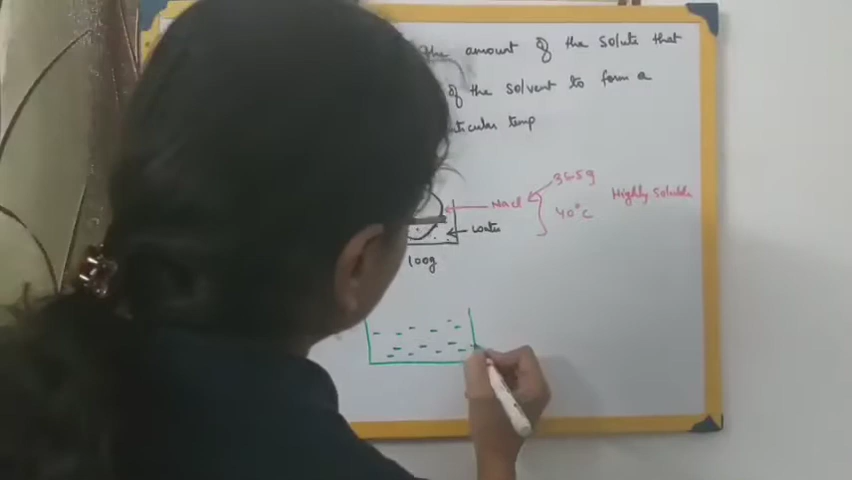 the amount of the solute that
of the solvent to form a
ticular temp
NaCl
36.5g
40°C
Highly Soluble
water
100g